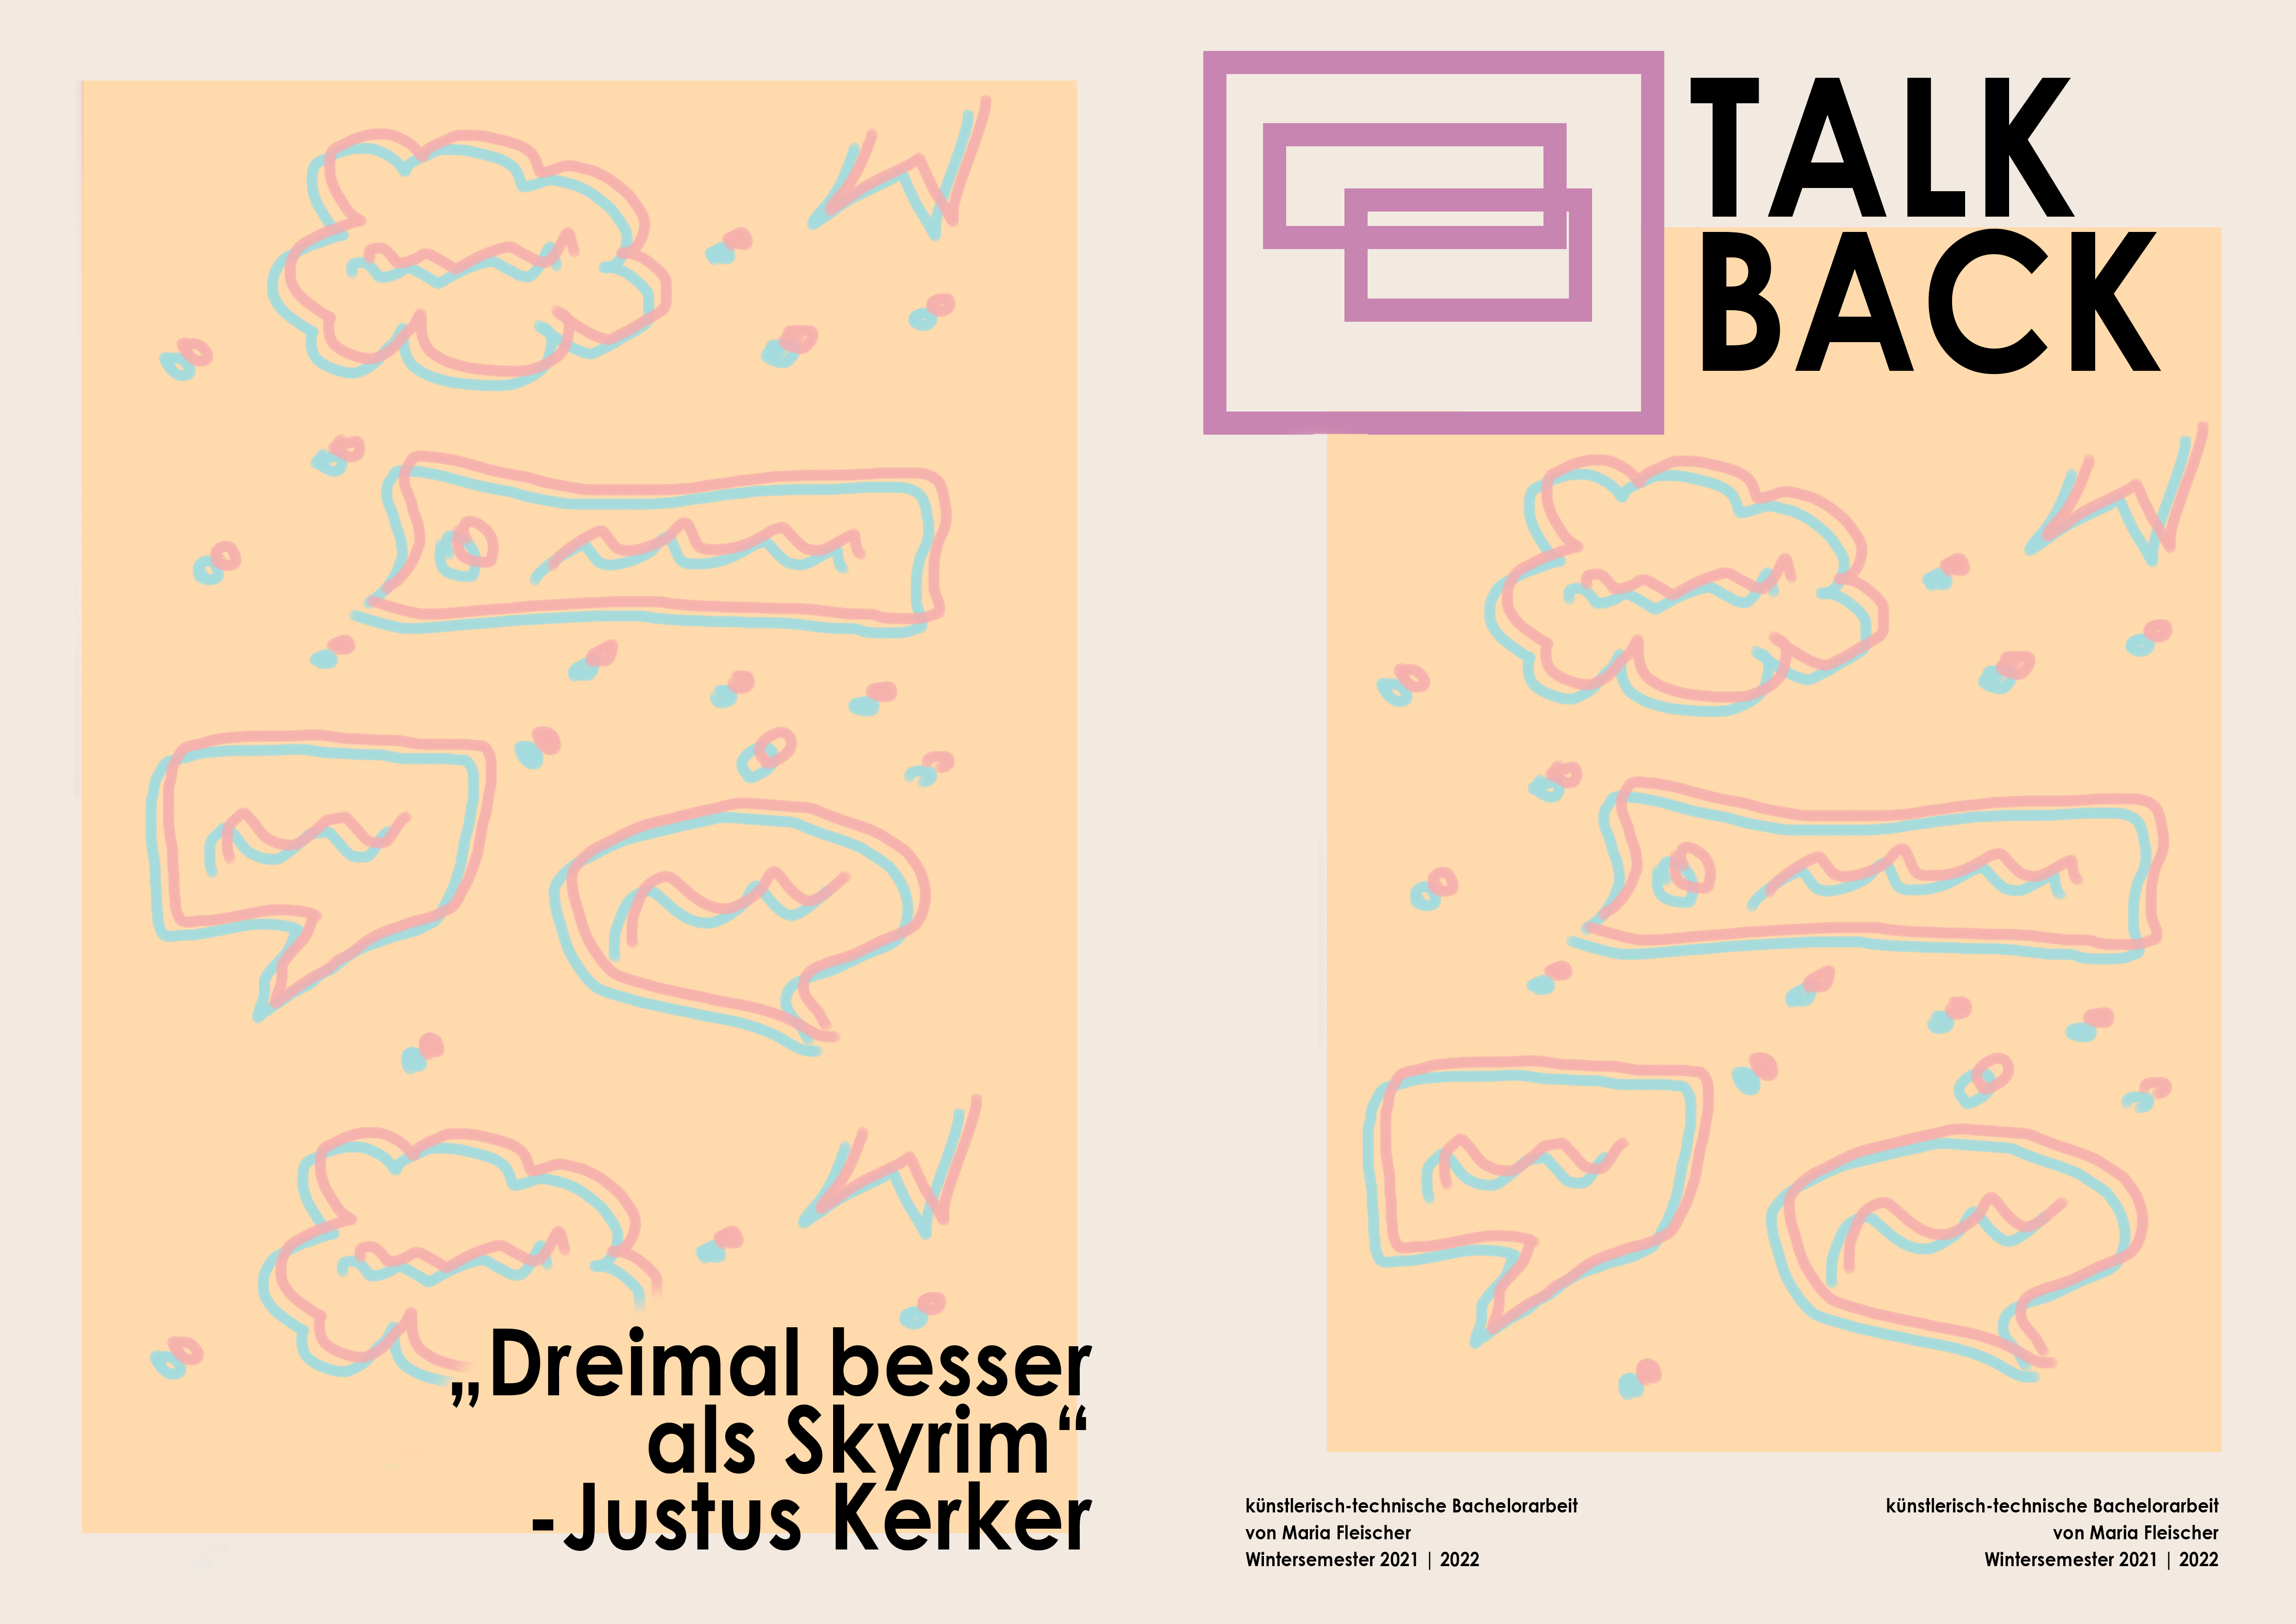 „Dreimal besser
als Skyrim“
-Justus Kerker
TALK
BACK
künstlerisch-technische Bachelorarbeit
von Maria Fleischer
Wintersemester 2021 | 2022
künstlerisch-technische Bachelorarbeit
von Maria Fleischer
Wintersemester 2021 | 2022